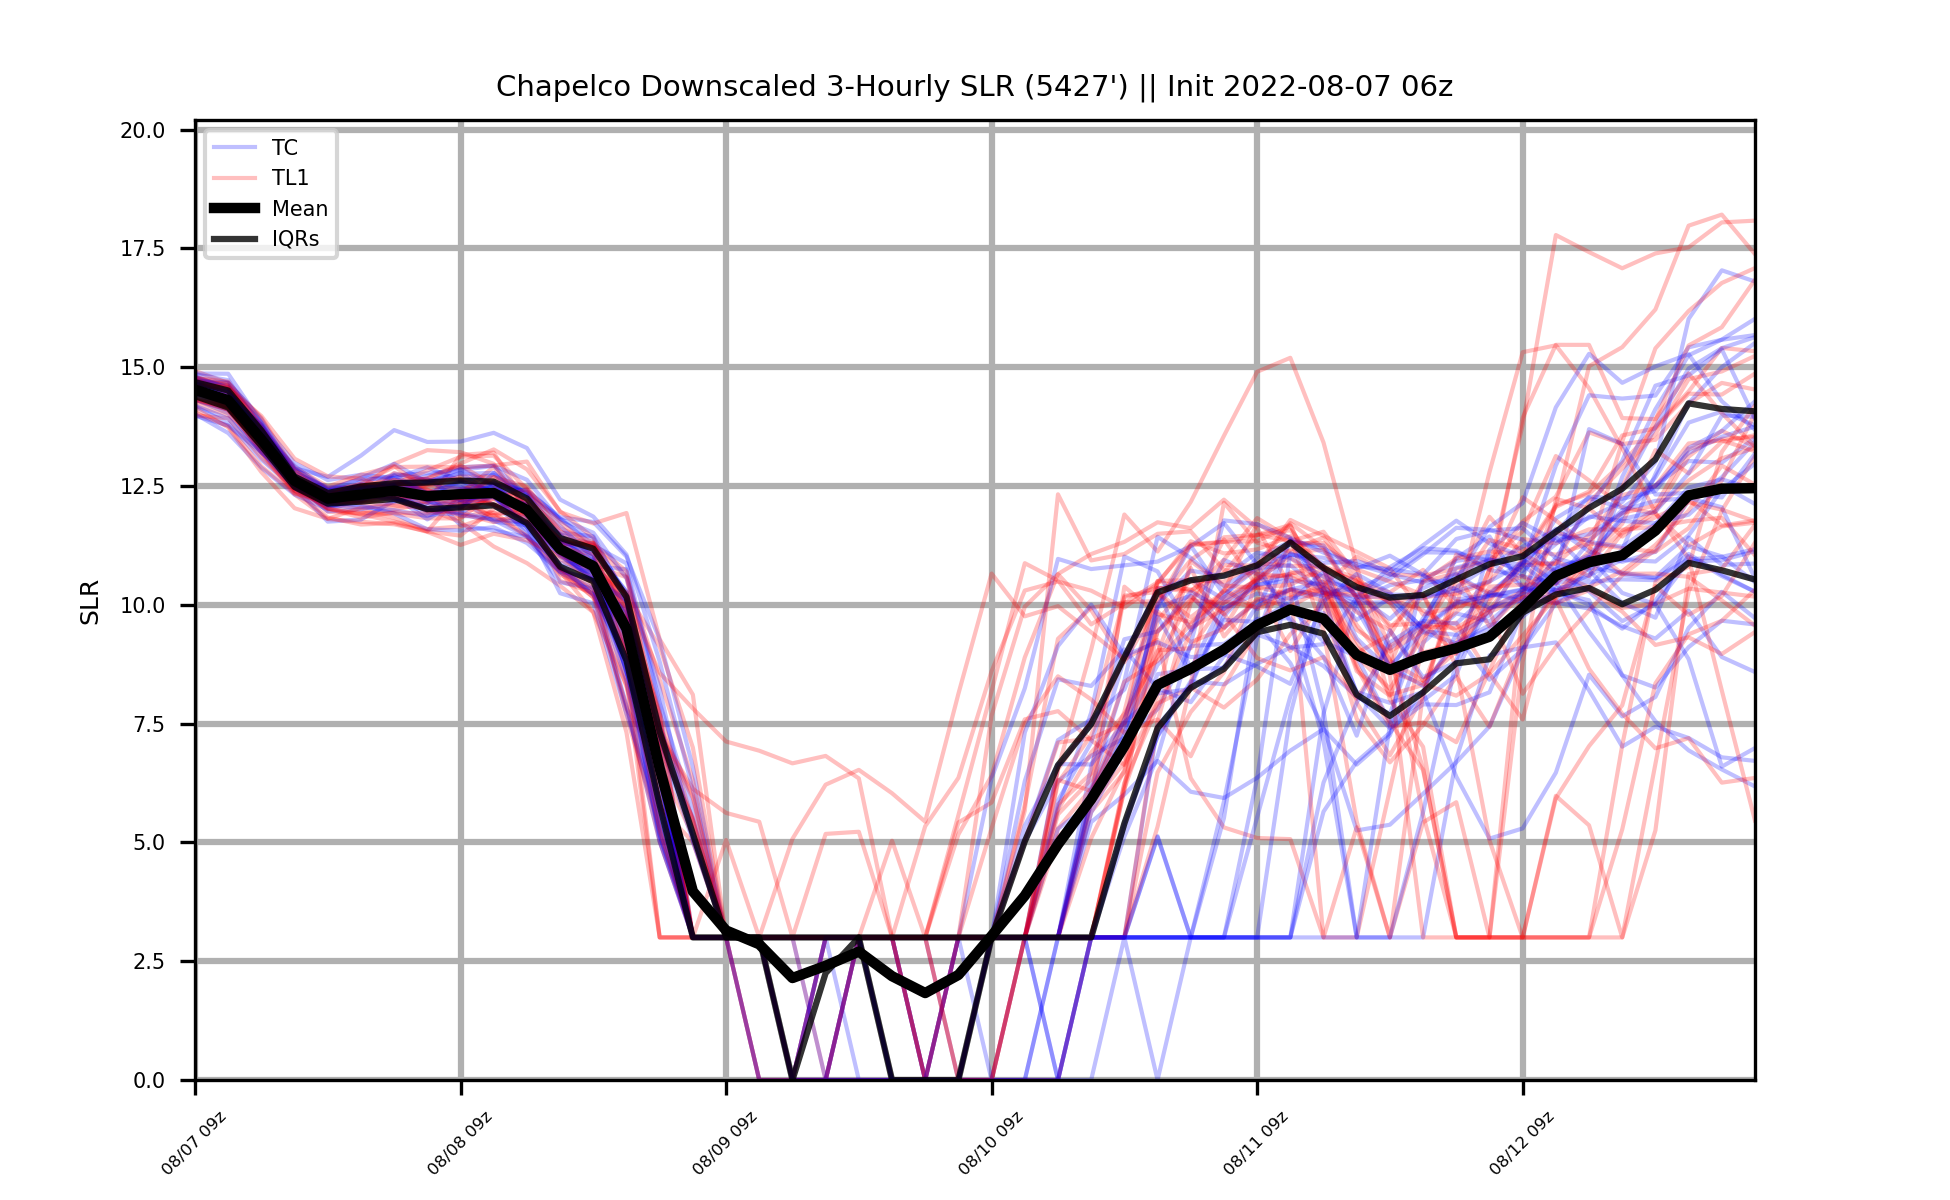 Chapelco Downscaled 3-Hourly SLR (5427') || Init 2022-08-07 06z
20.0
17.5
15.0
12.5
10.0
7.5
5.0
2.5
0.0
SLR
TC
TL1
Mean
IQRs
08/07 09z
08/08 09z
08/09 09z
08/10 09z
08/11 09z
08/12 09z